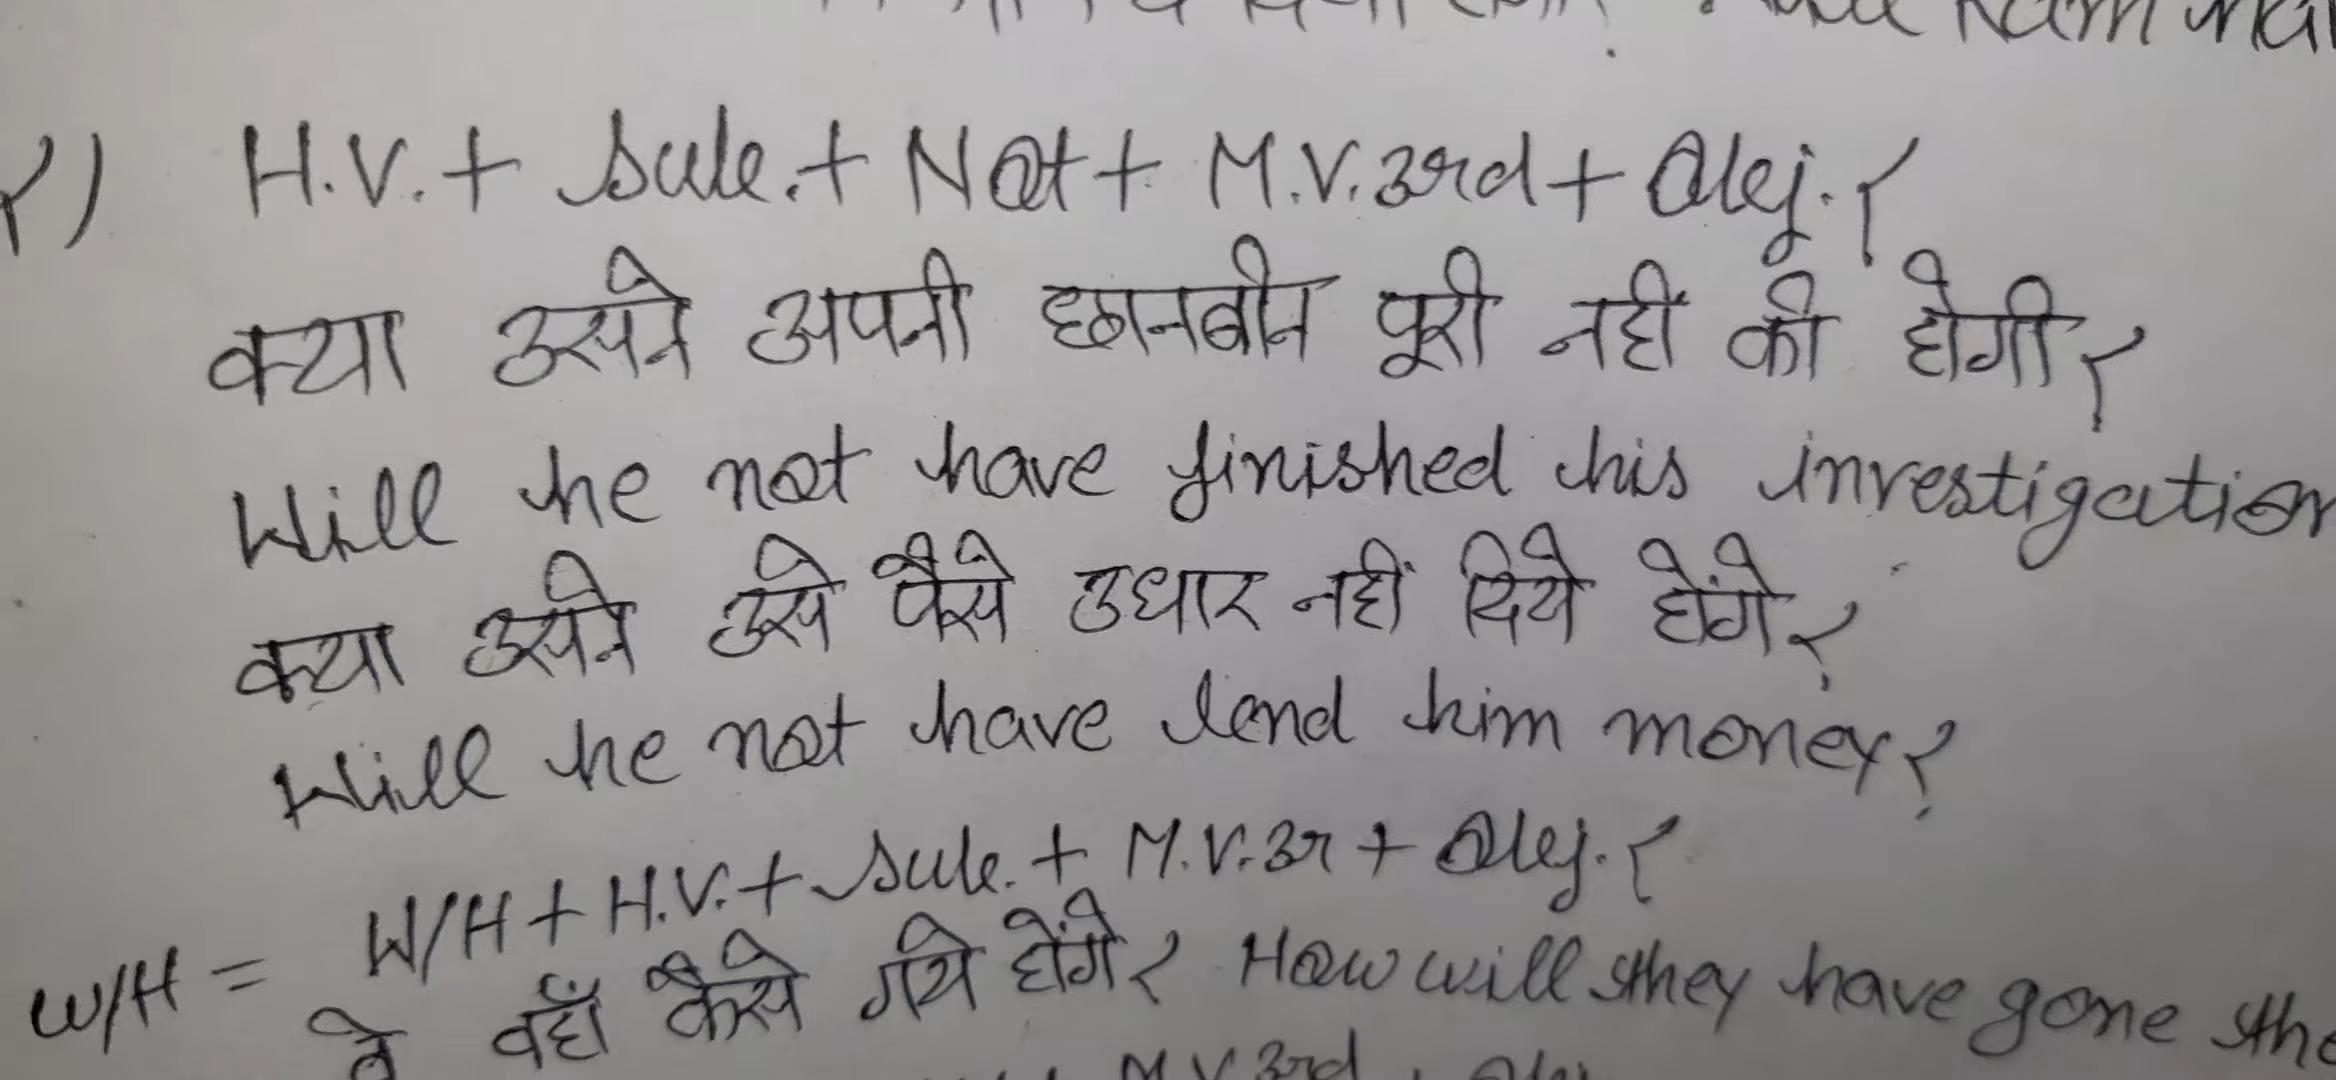 ?) H.V.+ Sub.+ Not + M.V.3rd + Obj.?
क्या उसने अपनी छानबीन पूरी नहीं की होगी?
Will he not have finished his investigation
क्या उसने उसे पैसे उधार नहीं दिये होंगे?
Will he not have lend him money?
W/H + H.V.+ Sub.+ M.V.3r + Obj.?
W/H = वे वहाँ कैसे गये होंगे? How will they have gone the
M.V 3rd